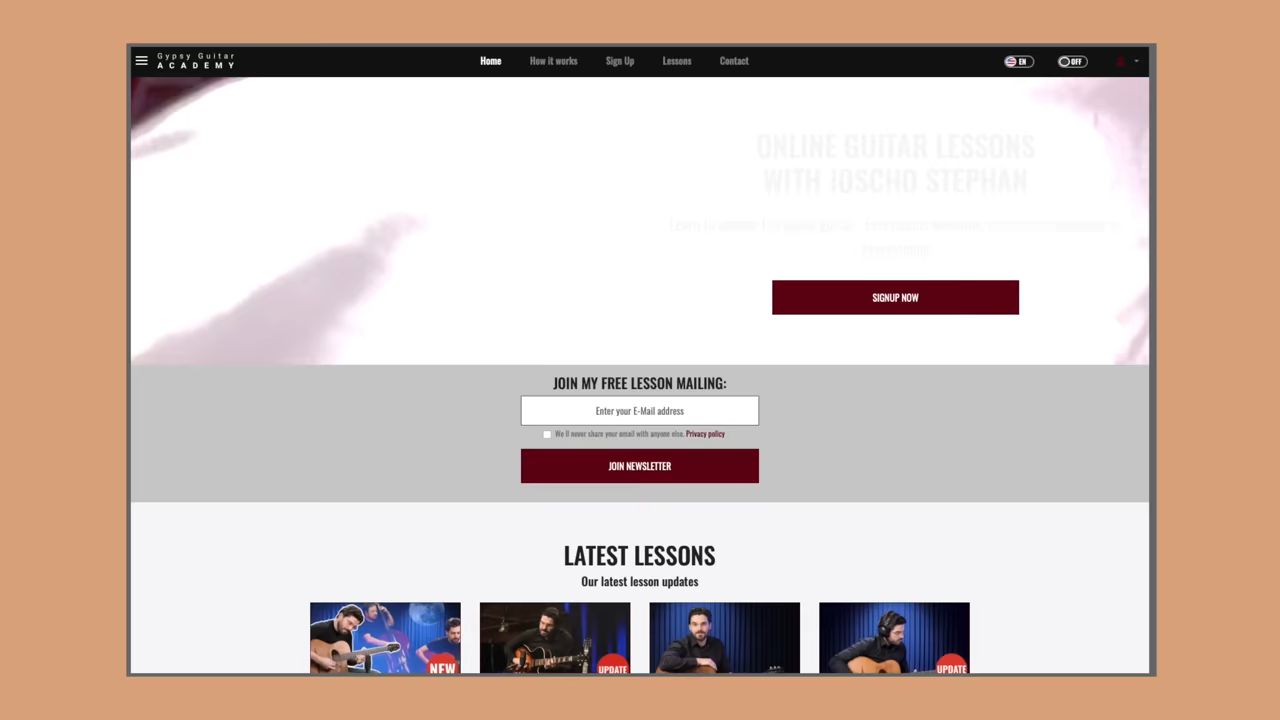 Gypsy Guitar
ACADEMY
Home
How it works
Sign Up
Lessons
Contact
EN
OFF
ONLINE GUITAR LESSONS
WITH JOSCHO STEPHAN
Learn to
SIGNUP NOW
JOIN MY FREE LESSON MAILING:
Enter your E-Mail address
We ll never share your email with anyone else. Privacy policy
JOIN NEWSLETTER
LATEST LESSONS
Our latest lesson updates
NEW
UPDATE
UPDATE